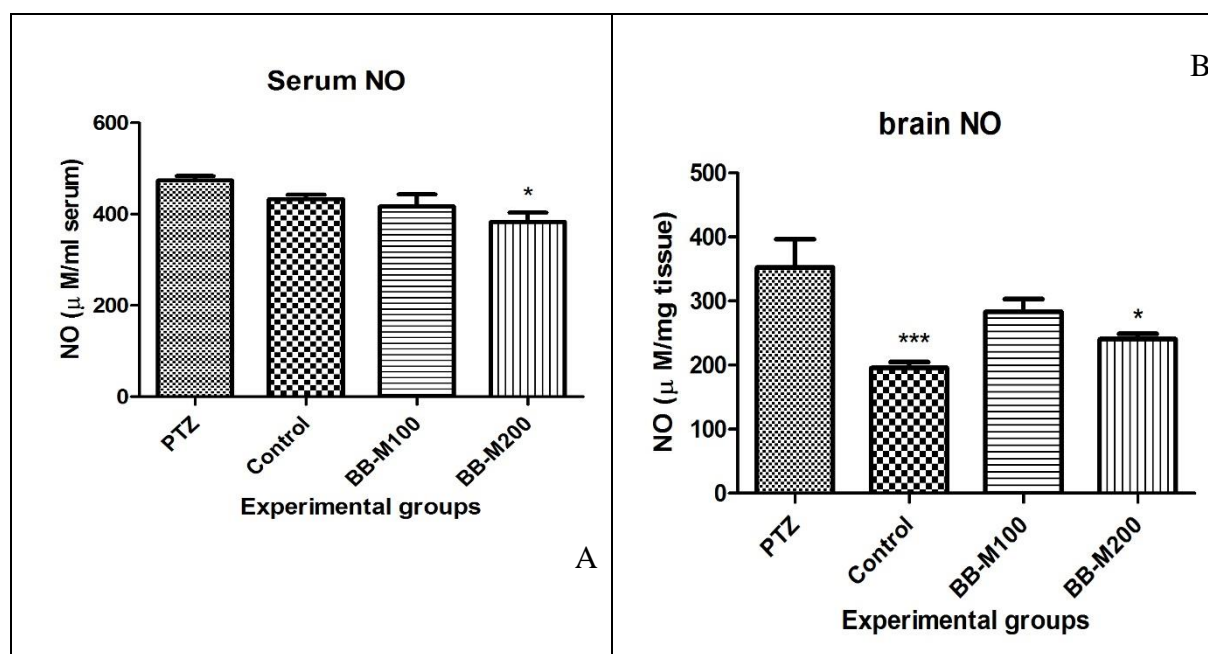 Serum NO
600
400
200
0
NO (μ M/ml serum)
*
PTZ
Control
BB-M100
BB-M200
Experimental groups
A
B
brain NO
500
400
300
200
100
0
NO (μ M/mg tissue)
***
*
PTZ
Control
BB-M100
BB-M200
Experimental groups